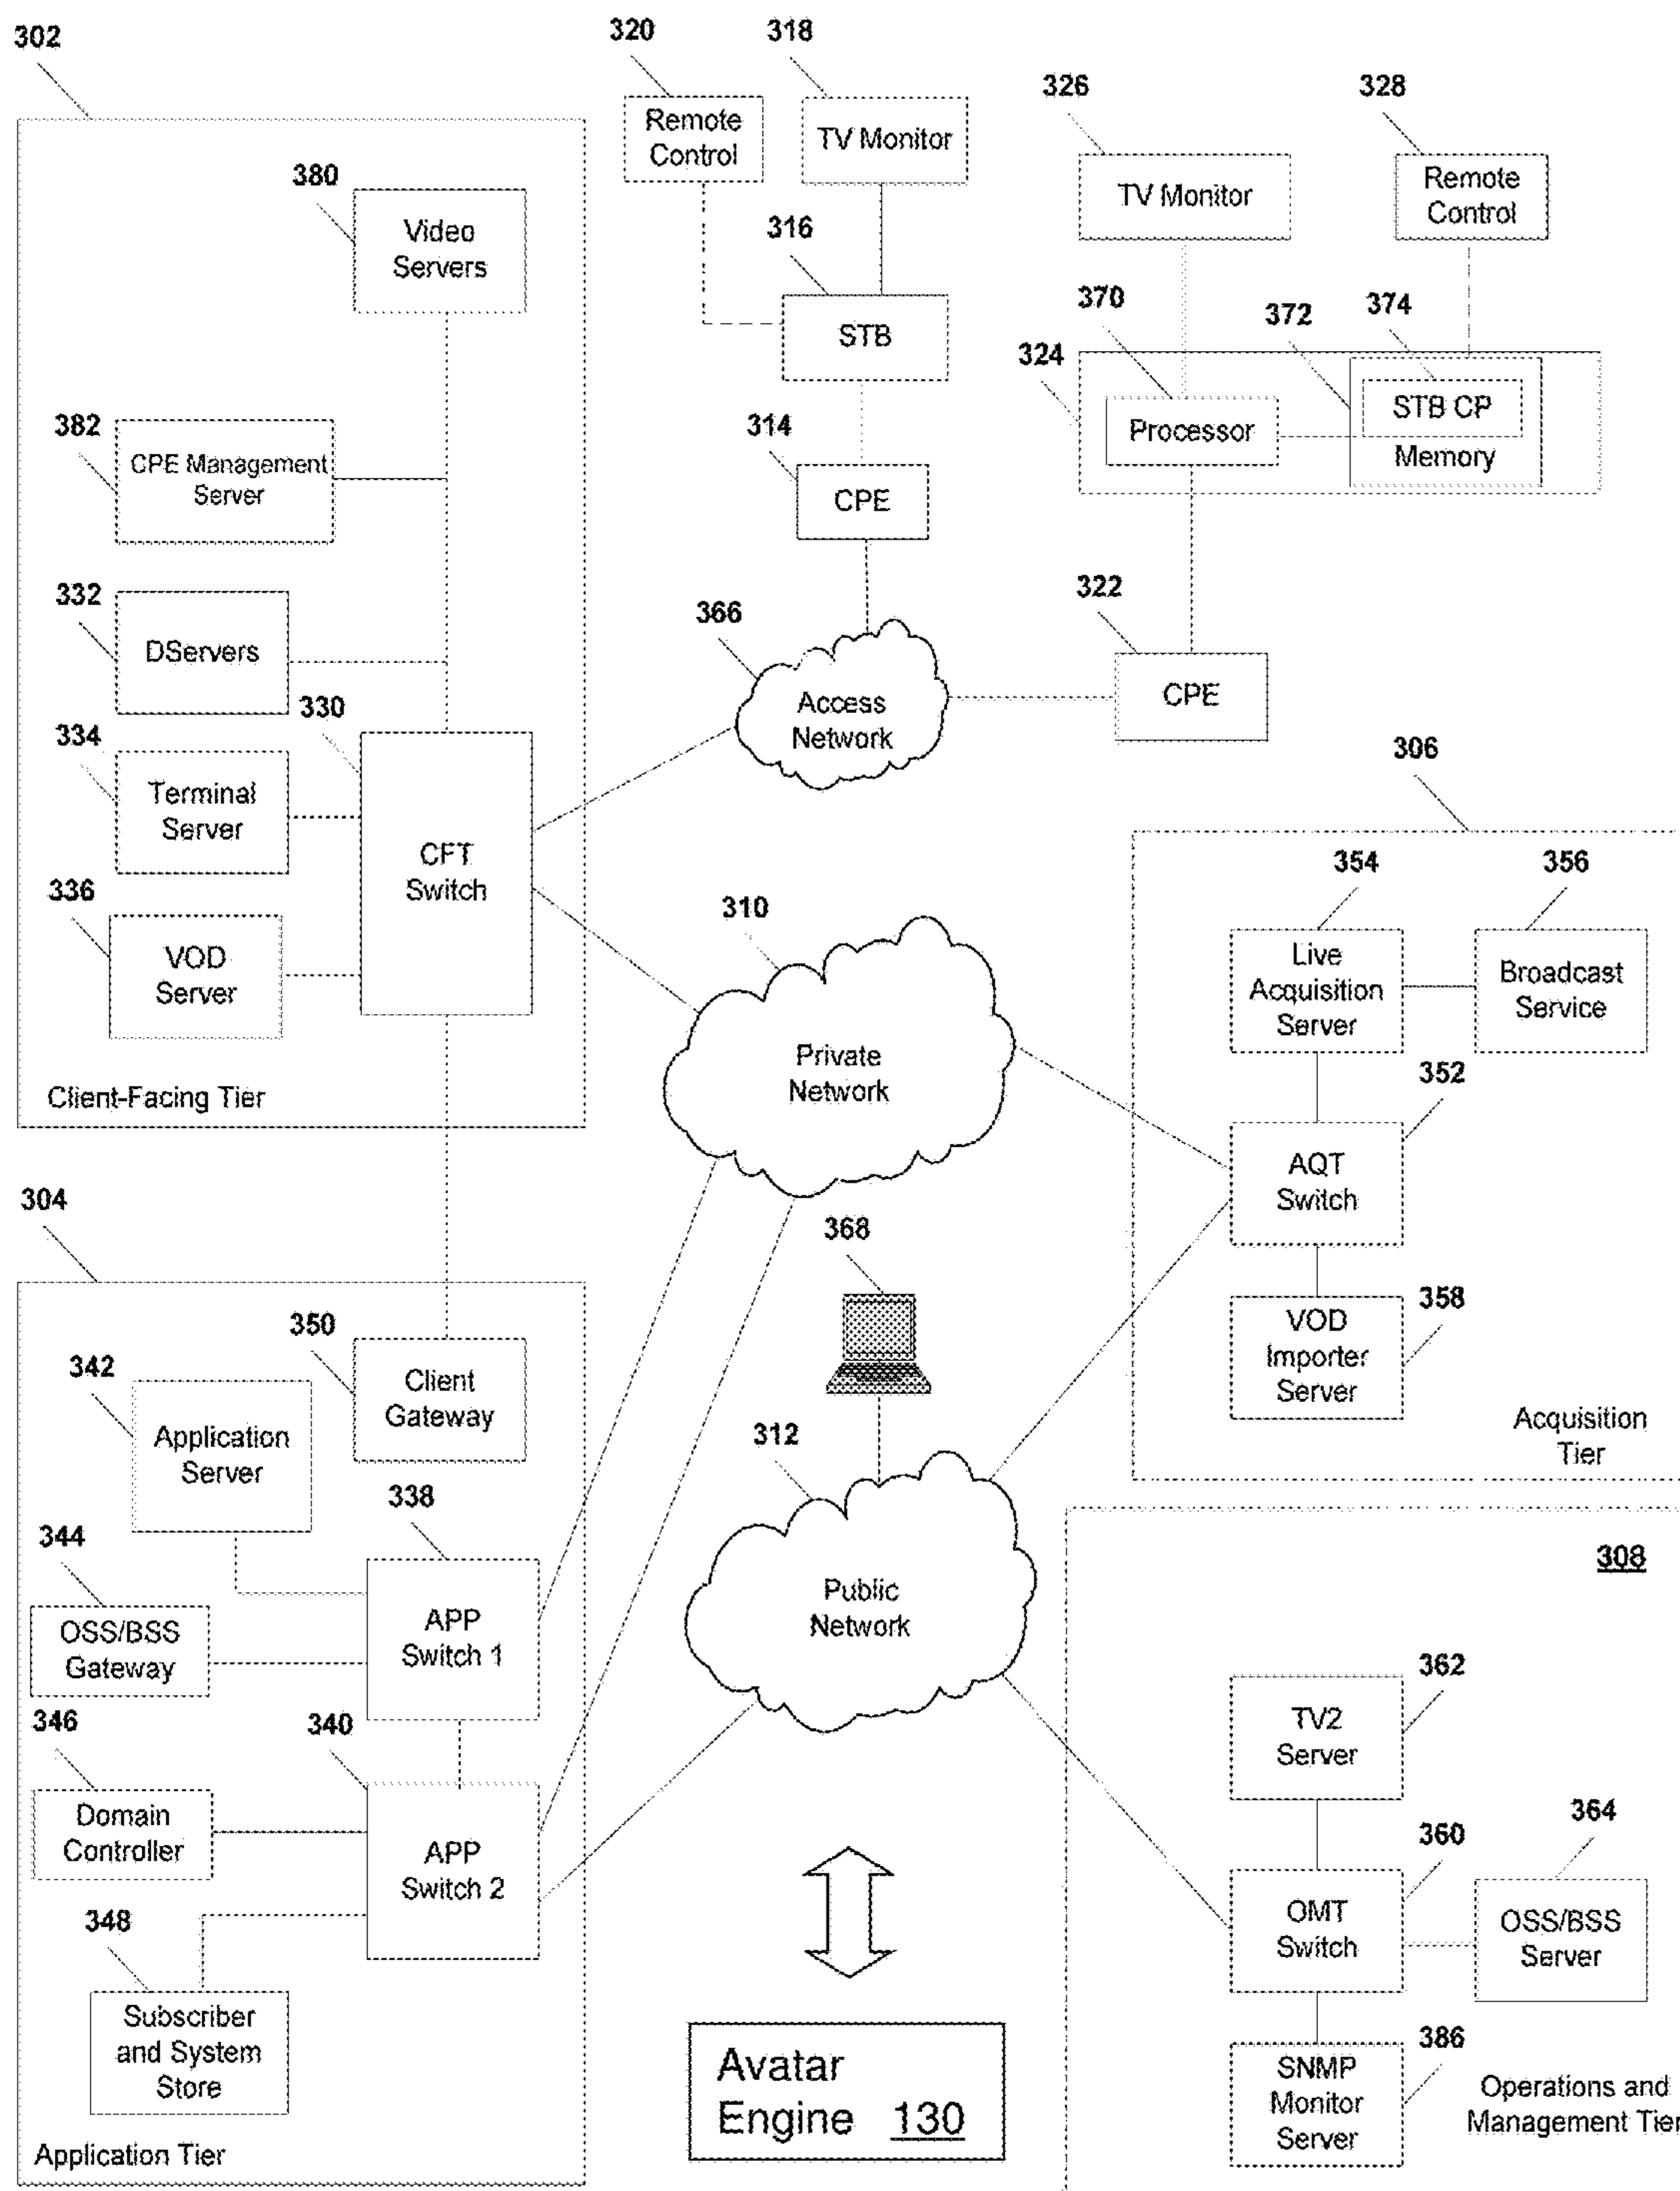 302
320
318
326
328
Remote
Control
TV Monitor
TV Monitor
Remote
Control
380
Video
Servers
316
STB
370
372
374
324
STB CP
Processor
Memory
382
CPE Management
Server
314
CPE
332
DServers
366
Access
Network
322
CPE
334
330
Terminal
Server
336
CFT
Switch
VOD
Server
Client-Facing Tier
310
Private
Network
306
354
356
Live
Acquisition
Server
Broadcast
Service
352
AQT
Switch
358
VOD
Importer
Server
Acquisition
Tier
304
368
350
Client
Gateway
342
Application
Server
312
Public
Network
338
344
OSS/BSS
Gateway
APP
Switch 1
346
340
Domain
Controller
APP
Switch 2
348
Subscriber
and System
Store
Application Tier
Avatar
Engine 130
308
362
TV2
Server
360
364
OMT
Switch
OSS/BSS
Server
386
SNMP
Monitor
Server
Operations and
Management Tier